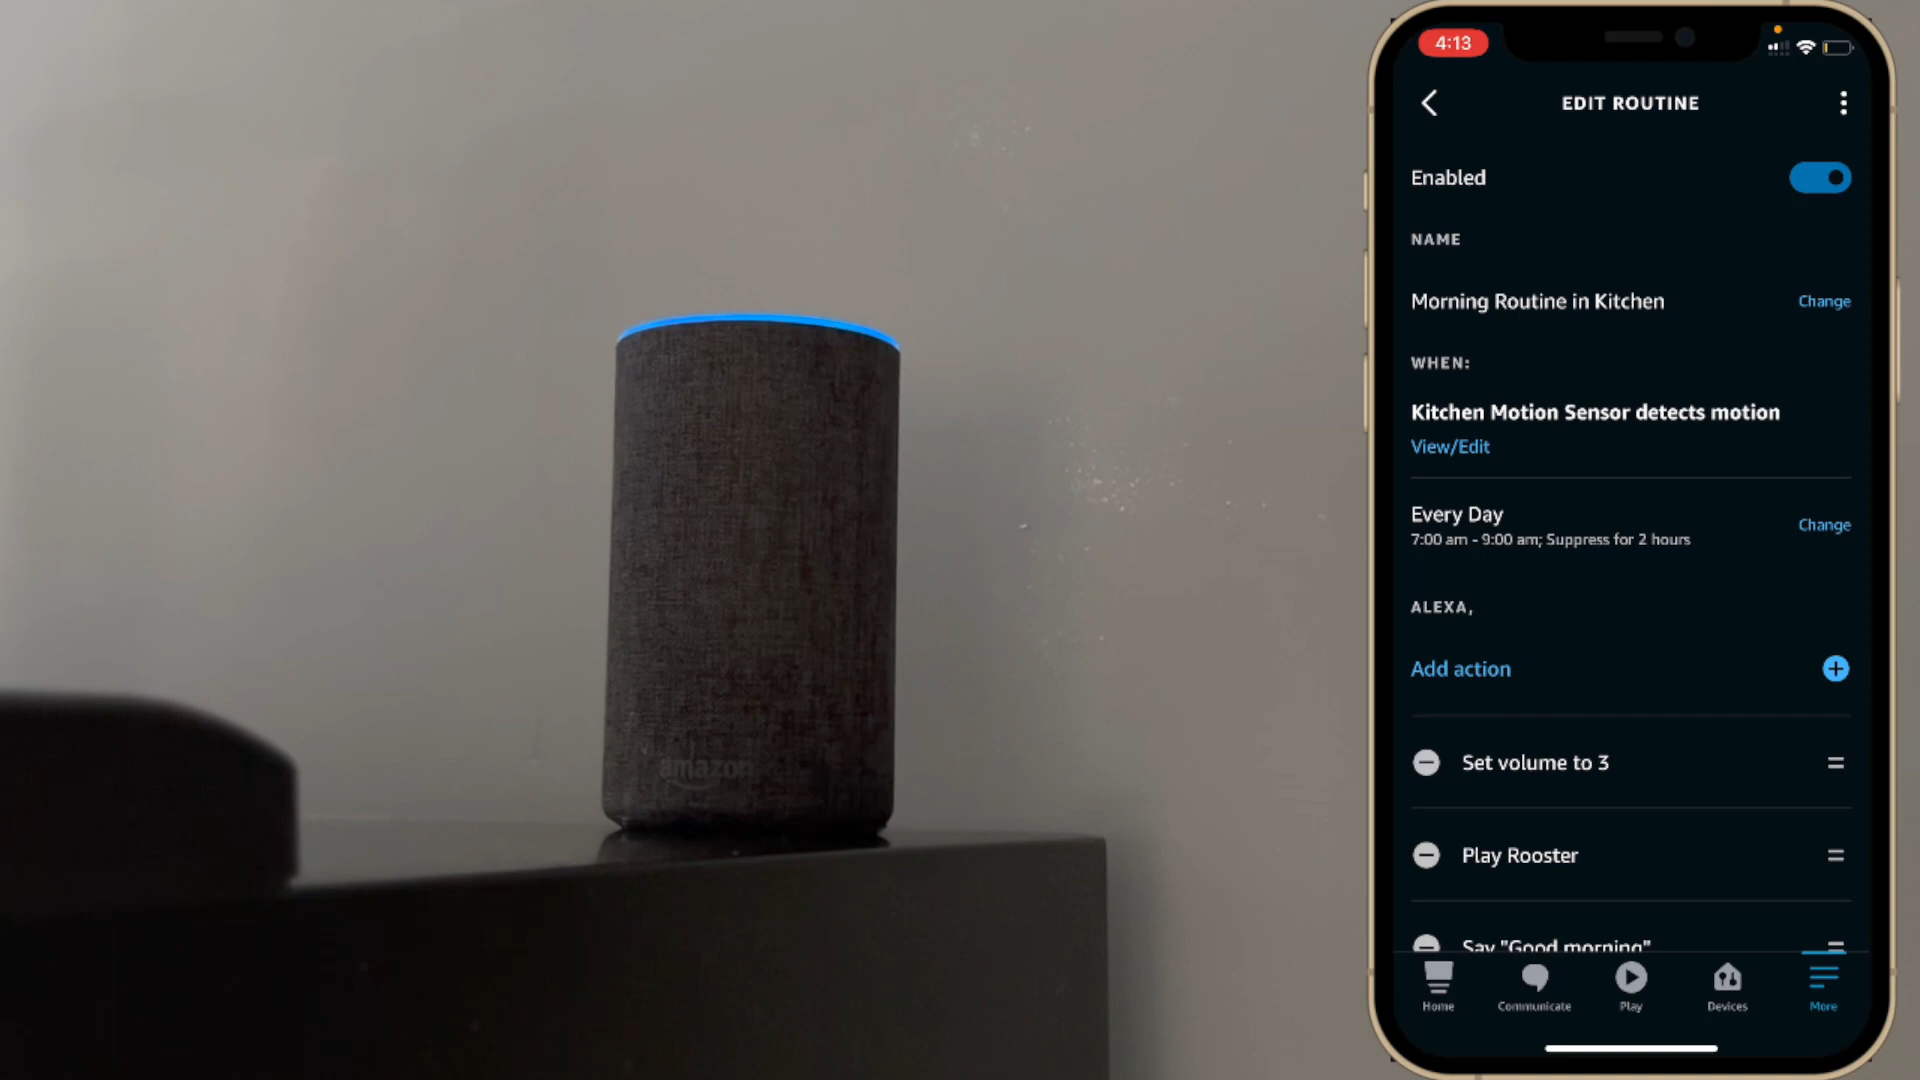 amazon
4:13
EDIT ROUTINE
Enabled
NAME
Morning Routine in Kitchen
Change
WHEN:
Kitchen Motion Sensor detects motion
View/Edit
Every Day
Change
7:00 am - 9:00 am; Suppress for 2 hours
ALEXA,
Add action
Set volume to 3
Play Rooster
Say "Good morning"
Home
Communicate
Play
Devices
More